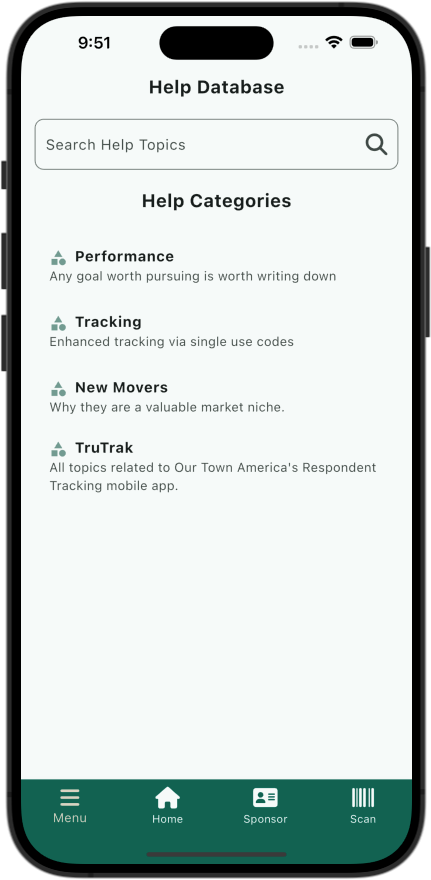 9:51
Help Database
Search Help Topics
Help Categories
Performance
Any goal worth pursuing is worth writing down
Tracking
Enhanced tracking via single use codes
New Movers
Why they are a valuable market niche.
TruTrak
All topics related to Our Town America's Respondent
Tracking mobile app.
Menu
Home
Sponsor
Scan